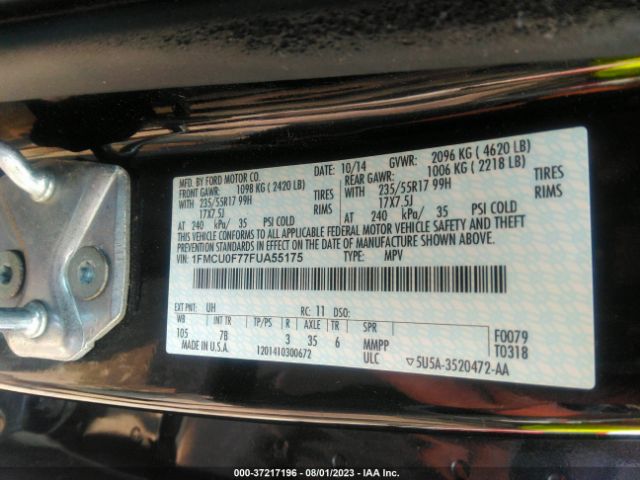 MFD. BY FORD MOTOR CO.
DATE: 10/14 GVWR: 2096 KG ( 4620 LB)
FRONT GAWR: 1098 KG ( 2420 LB)
REAR GAWR: 1006 KG ( 2218 LB)
WITH 235/55R17 99H TIRES
WITH 235/55R17 99H TIRES
17X7.5J RIMS
17X7.5J RIMS
AT 240 kPa/ 35 PSI COLD
AT 240 kPa/ 35 PSI COLD
THIS VEHICLE CONFORMS TO ALL APPLICABLE FEDERAL MOTOR VEHICLE SAFETY AND THEFT
PREVENTION STANDARDS IN EFFECT ON THE DATE OF MANUFACTURE SHOWN ABOVE.
VIN: 1FMCU0F77FUA55175 TYPE: MPV
EXT PNT: UH RC: 11 DSO:
WB INT TR TP/PS R AXLE TR SPR
105 7B 3 35 6 MMPP
F0079
T0318
MADE IN U.S.A. 1201410300672 ULC ▽5U5A-3520472-AA
000-37217196 - 08/01/2023 - IAA Inc.